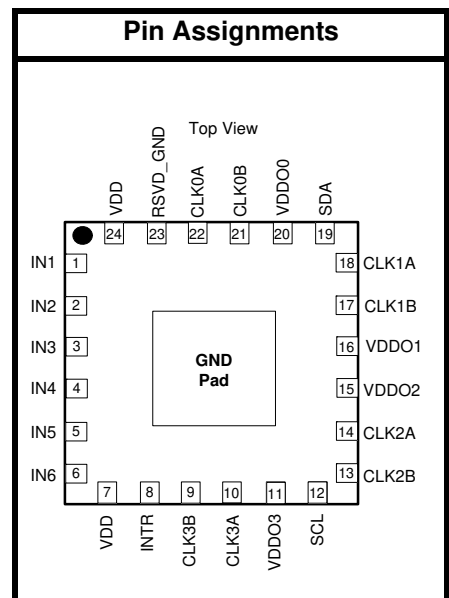 Pin Assignments
Top View
VDD
RSVD_GND
CLK0A
CLK0B
VDDO0
SDA
24
23
22
21
20
19
IN1 1
18 CLK1A
IN2 2
17 CLK1B
IN3 3
16 VDDO1
GND
Pad
IN4 4
15 VDDO2
IN5 5
14 CLK2A
IN6 6
13 CLK2B
7
8
9
10
11
12
VDD
INTR
CLK3B
CLK3A
VDDO3
SCL